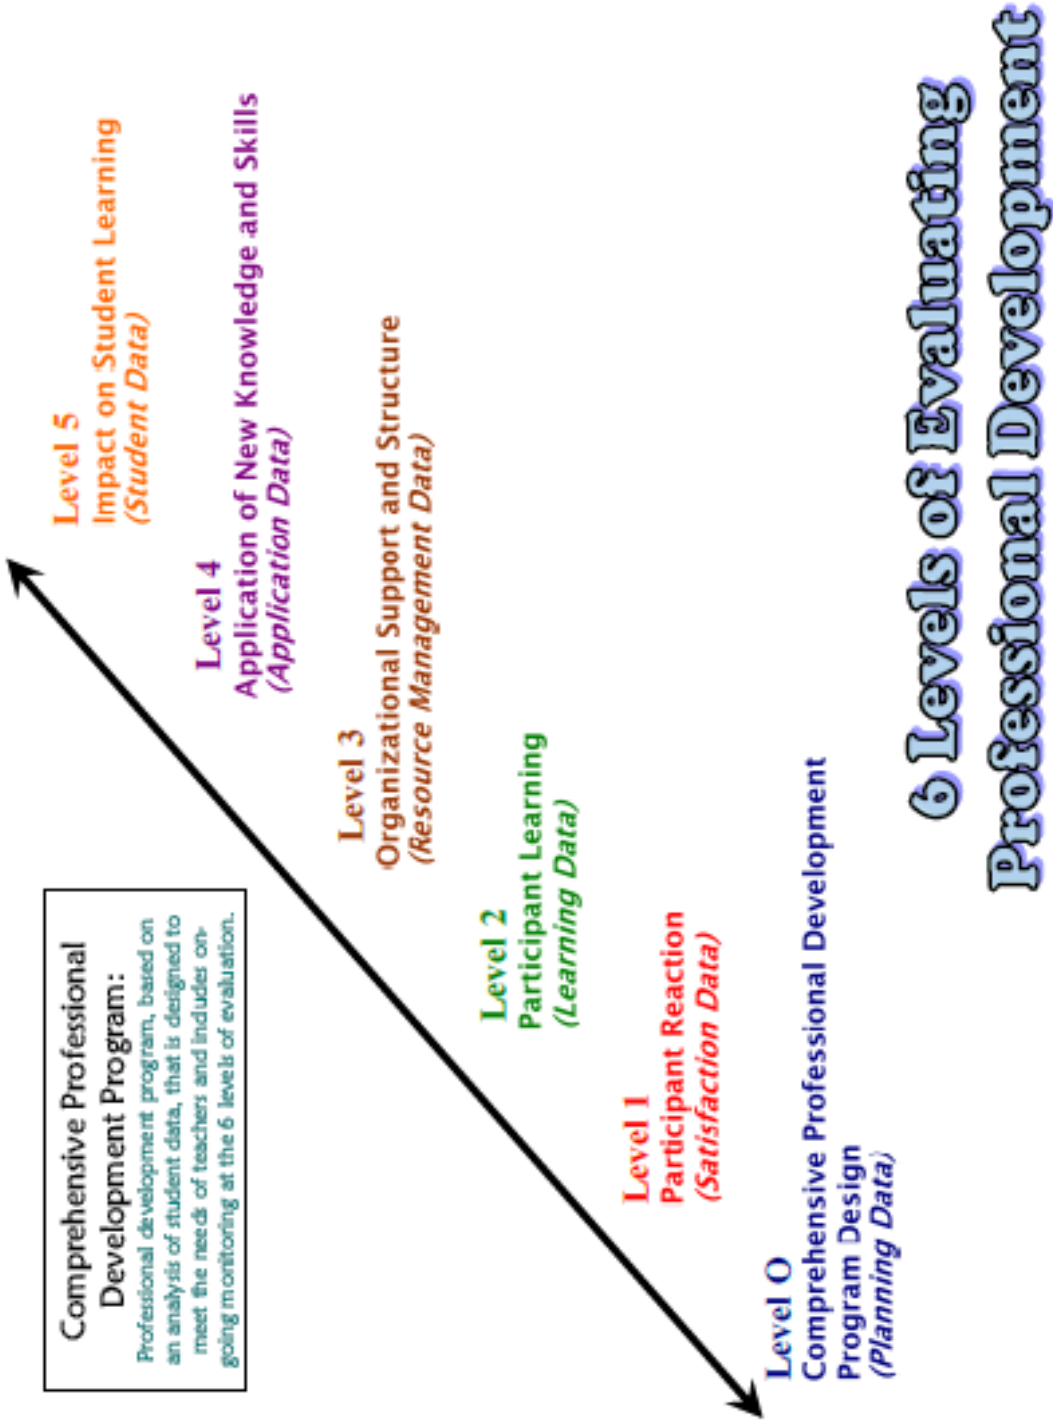 Comprehensive Professional
Development Program:
Professional development program, based on
an analysis of student data, that is designed to
meet the needs of teachers and includes on-
going monitoring at the 6 levels of evaluation.
Level 5
Impact on Student Learning
(Student Data)
Level 4
Application of New Knowledge and Skills
(Application Data)
Level 3
Organizational Support and Structure
(Resource Management Data)
Level 2
Participant Learning
(Learning Data)
Level 1
Participant Reaction
(Satisfaction Data)
Level O
Comprehensive Professional Development
Program Design
(Planning Data)
6 Levels of Evaluating
Professional Development